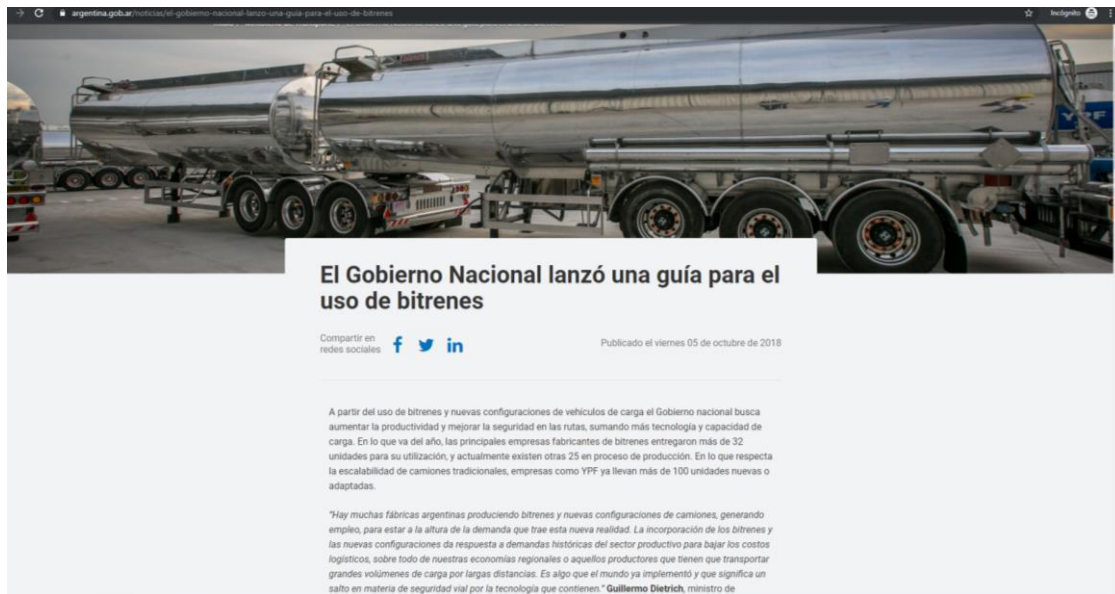 argentina.gob.ar/noticias/el-gobierno-nacional-lanzo-una-guia-para-el-uso-de-bitrenes
Incógnito
YPF
El Gobierno Nacional lanzó una guía para el
uso de bitrenes
Compartir en
redes sociales
Publicado el viernes 05 de octubre de 2018
A partir del uso de bitrenes y nuevas configuraciones de vehículos de carga el Gobierno nacional busca
aumentar la productividad y mejorar la seguridad en las rutas, sumando más tecnología y capacidad de
carga. En lo que va del año, las principales empresas fabricantes de bitrenes entregaron más de 32
unidades para su utilización, y actualmente existen otras 25 en proceso de producción. En lo que respecta
la escalabilidad de camiones tradicionales, empresas como YPF ya llevan más de 100 unidades nuevas o
adaptadas.
"Hay muchas fábricas argentinas produciendo bitrenes y nuevas configuraciones de camiones, generando
empleo, para estar a la altura de la demanda que trae esta nueva realidad. La incorporación de los bitrenes y
las nuevas configuraciones da respuesta a demandas históricas del sector productivo para bajar los costos
logísticos, sobre todo de nuestras economías regionales o aquellos productores que tienen que transportar
grandes volúmenes de carga por largas distancias. Es algo que el mundo ya implementó y que significa un
salto en materia de seguridad vial por la tecnología que contienen." Guillermo Dietrich, ministro de